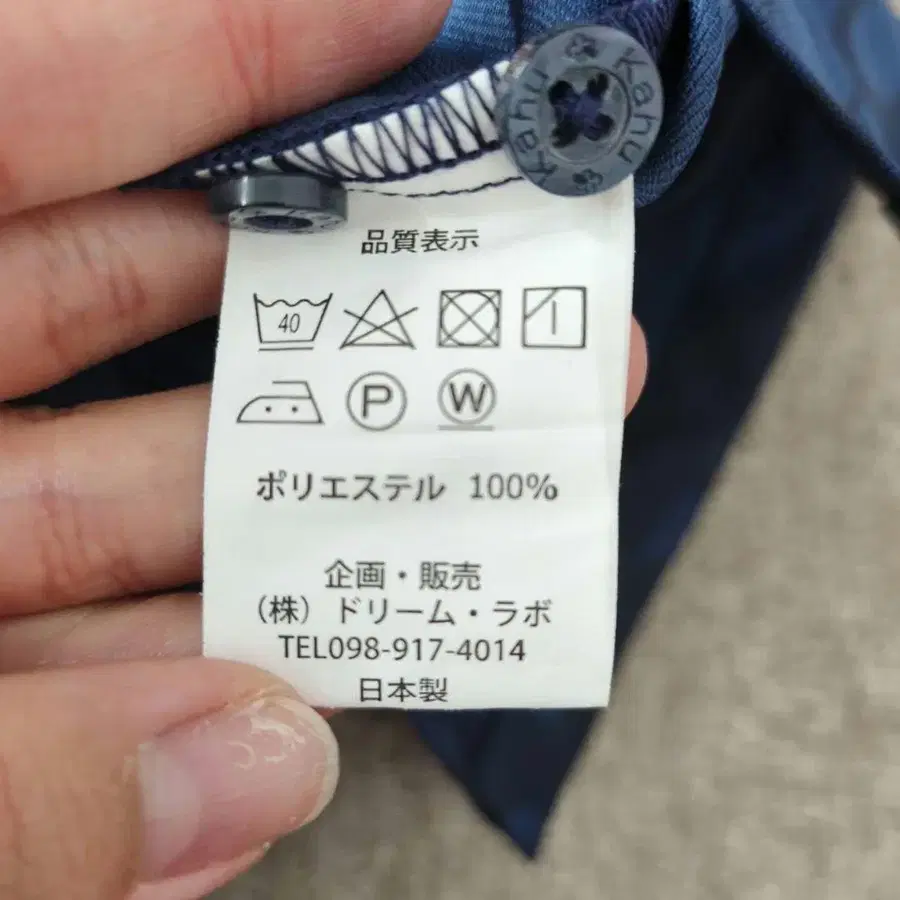 Kahu Kahu
品質表示
40
P W
ポリエステル 100%
企画・販売
（株）ドリーム・ラボ
TEL098-917-4014
日本製